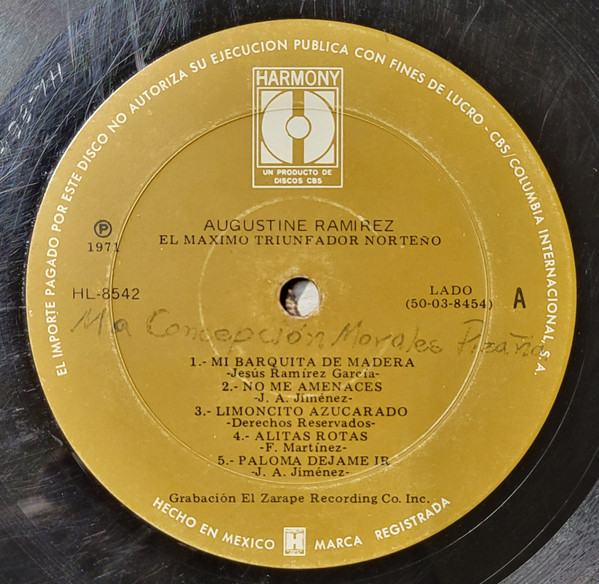 EL IMPORTE PAGADO POR ESTE DISCO NO AUTORIZA SU EJECUCION PUBLICA CON FINES DE LUCRO - CBS/COLUMBIA INTERNACIONAL, S.A.
HARMONY
UN PRODUCTO DE
DISCOS CBS
AUGUSTINE RAMIREZ
EL MAXIMO TRIUNFADOR NORTEÑO
Ⓟ
1971
HL-8542
LADO A
(50-03-8454)
Ma Concepción Morales
1.- MI BARQUITA DE MADERA
-Jesús Ramírez García-
2.- NO ME AMENACES
-J. A. Jiménez-
3.- LIMONCITO AZUCARADO
-Derechos Reservados-
4.- ALITAS ROTAS
-F. Martínez-
5.- PALOMA DEJAME IR
-J. A. Jiménez-
Grabación El Zarape Recording Co. Inc.
HECHO EN MEXICO H MARCA REGISTRADA